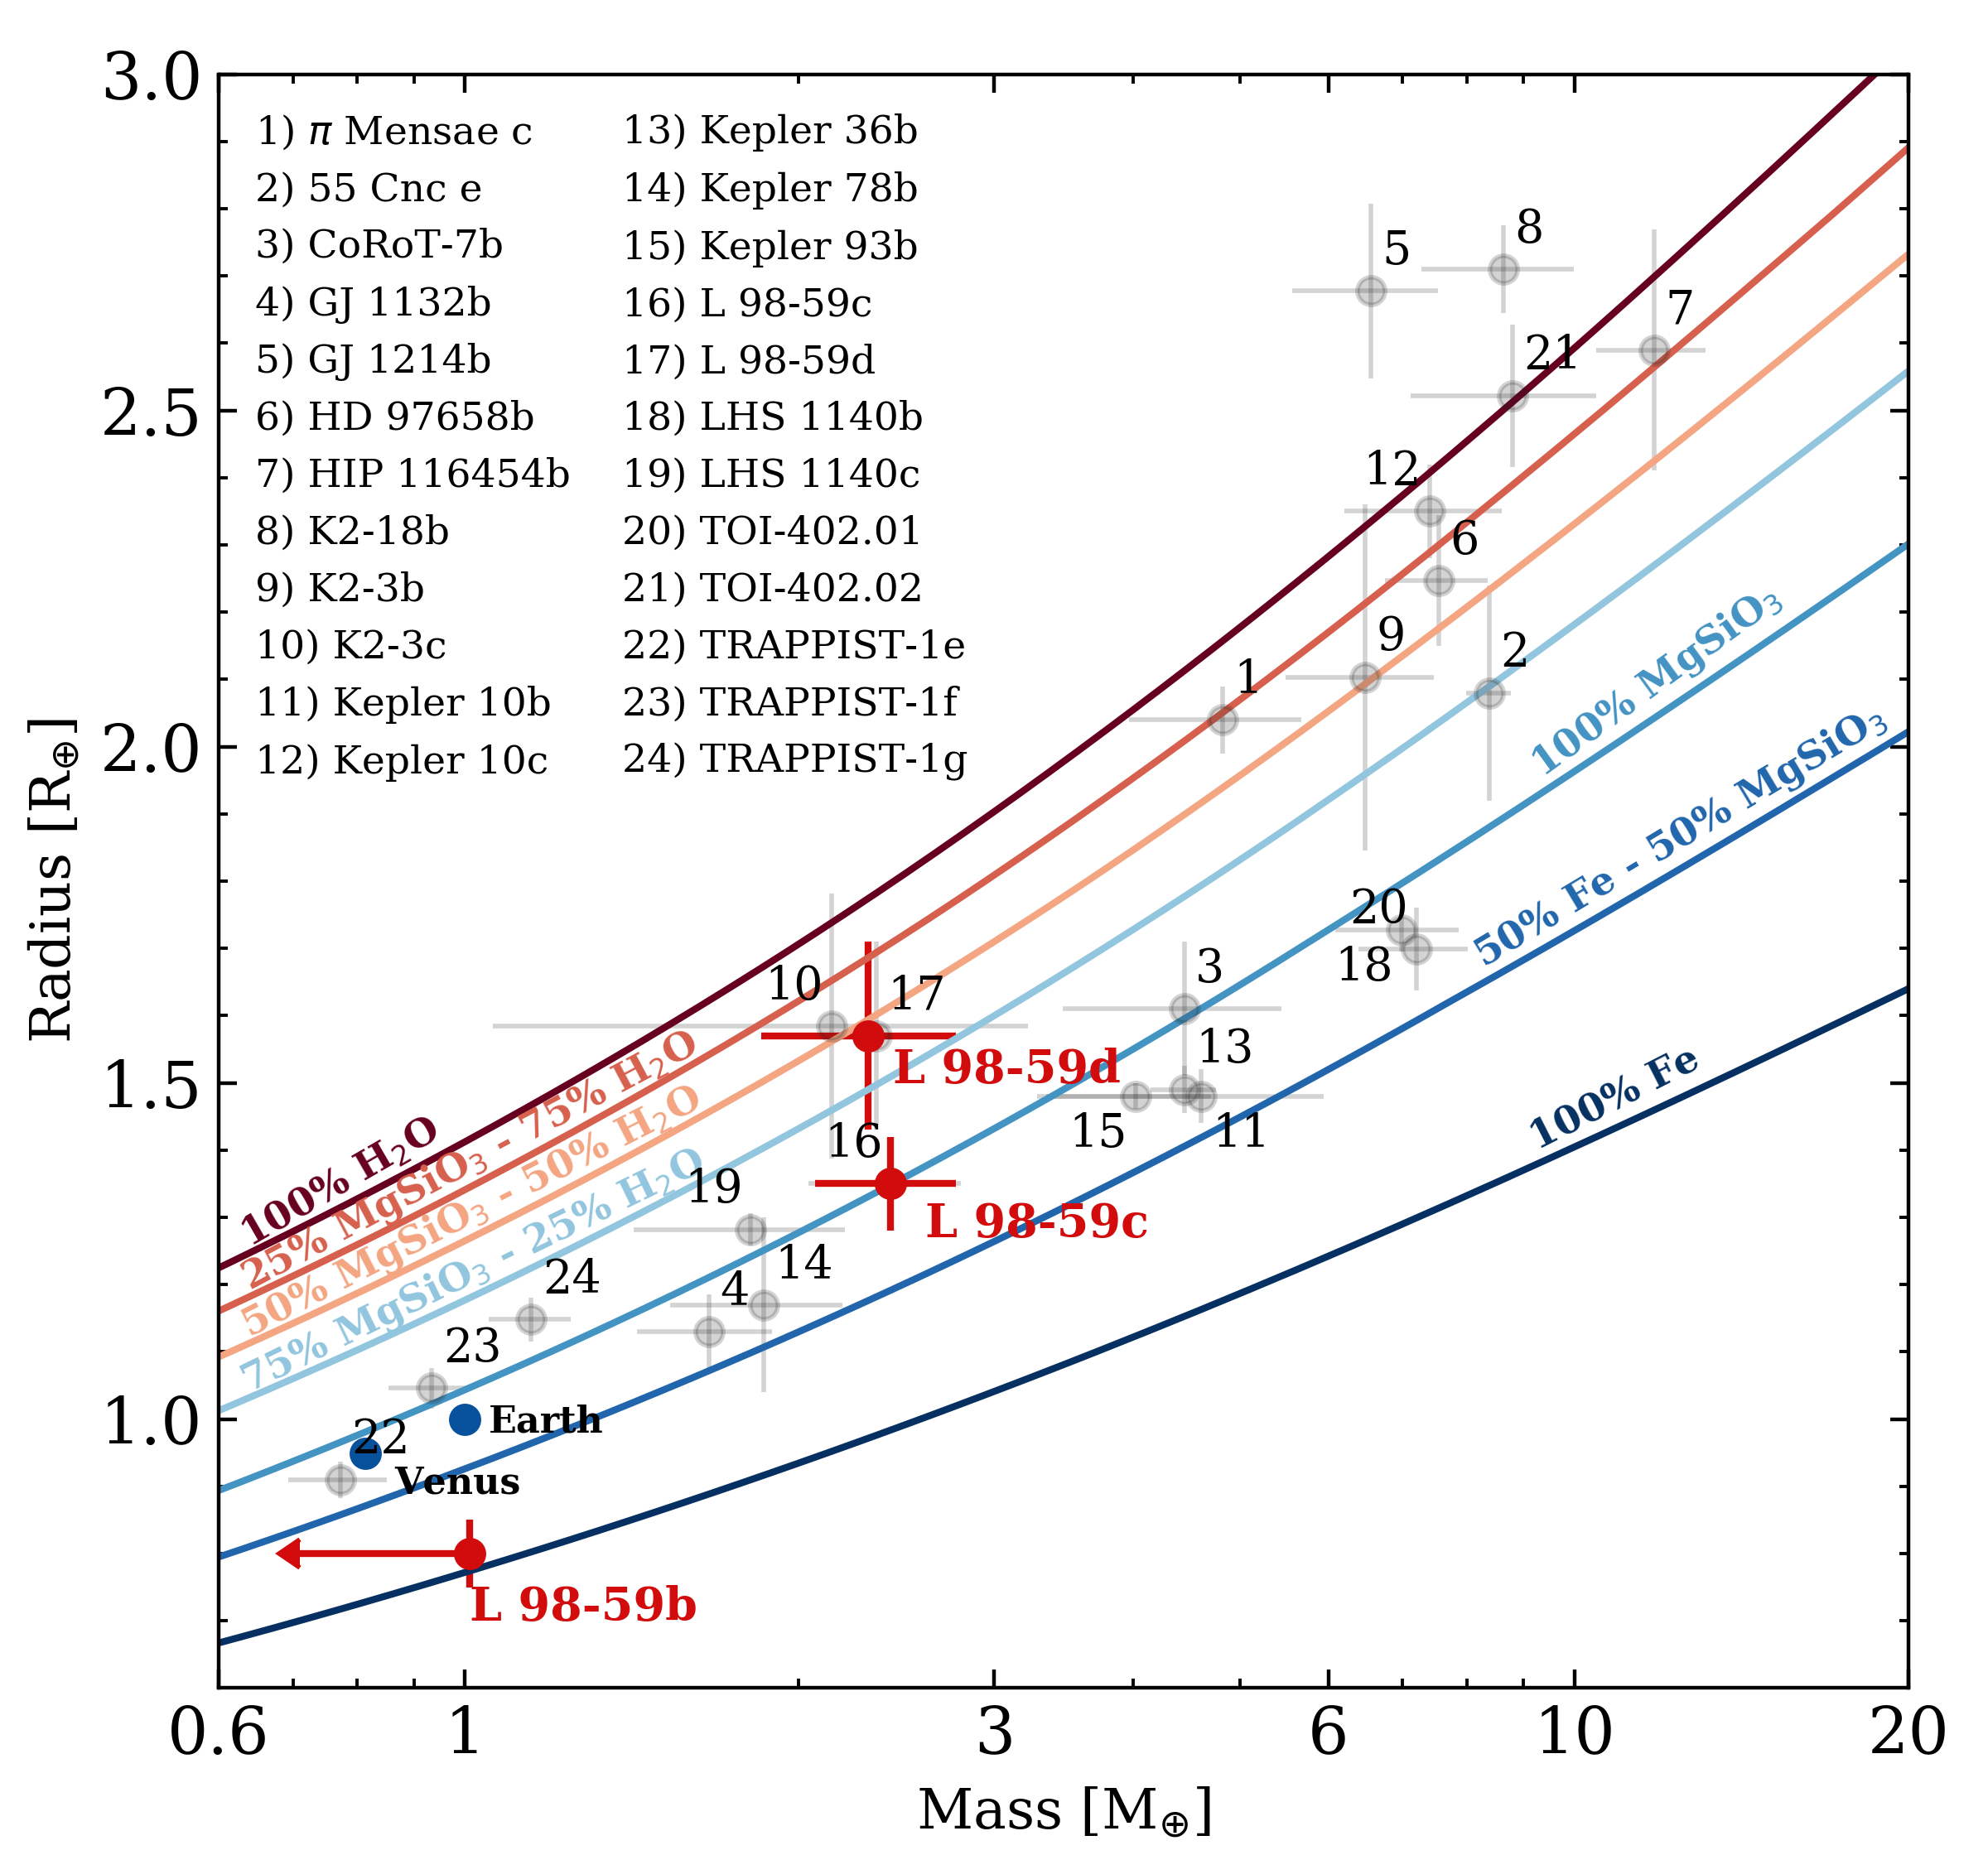 3.0
2.5
2.0
1.5
1.0
Radius [R⊕]
1) π Mensae c
2) 55 Cnc e
3) CoRoT-7b
4) GJ 1132b
5) GJ 1214b
6) HD 97658b
7) HIP 116454b
8) K2-18b
9) K2-3b
10) K2-3c
11) Kepler 10b
12) Kepler 10c
13) Kepler 36b
14) Kepler 78b
15) Kepler 93b
16) L 98-59c
17) L 98-59d
18) LHS 1140b
19) LHS 1140c
20) TOI-402.01
21) TOI-402.02
22) TRAPPIST-1e
23) TRAPPIST-1f
24) TRAPPIST-1g
8
5
7
21
12
6
9
2
1
100% MgSiO₃
50% Fe - 50% MgSiO₃
20
18
3
10
17
13
L 98-59d
100% Fe
15
11
16
100% H₂O
25% MgSiO₃ - 75% H₂O
50% MgSiO₃ - 50% H₂O
75% MgSiO₃ - 25% H₂O
19
L 98-59c
14
24
4
23
Earth
22
Venus
L 98-59b
0.6
1
3
6
10
20
Mass [M⊕]